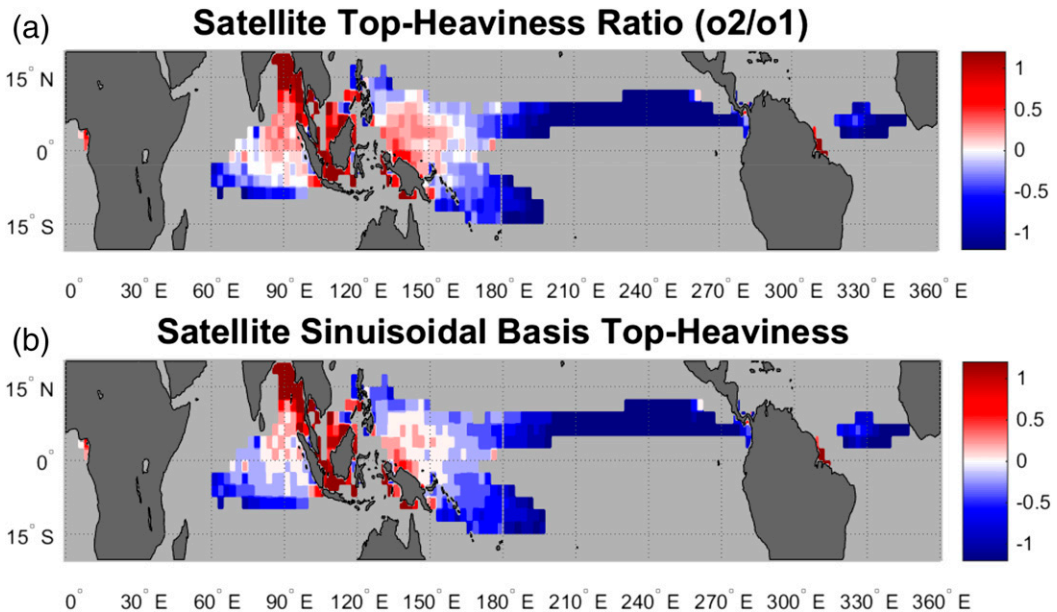 (a)
Satellite Top-Heaviness Ratio (o2/o1)
15° N
0°
15° S
1
0.5
0
-0.5
-1
0° 30° E 60° E 90° E 120° E 150° E 180° E 210° E 240° E 270° E 300° E 330° E 360° E
(b)
Satellite Sinuisoidal Basis Top-Heaviness
15° N
0°
15° S
1
0.5
0
-0.5
-1
0° 30° E 60° E 90° E 120° E 150° E 180° E 210° E 240° E 270° E 300° E 330° E 360° E